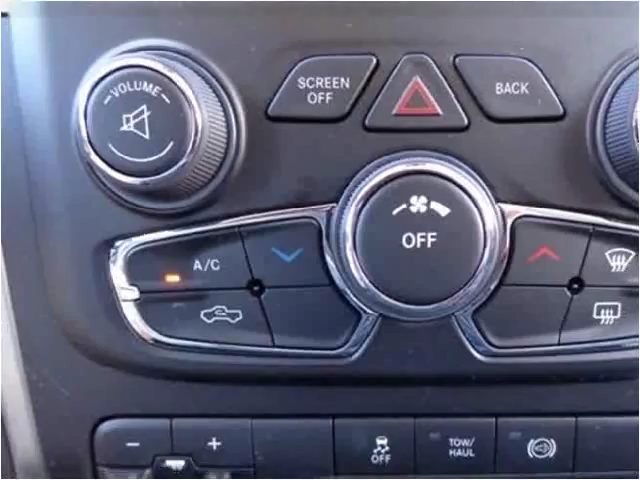 VOLUME
SCREEN
OFF
BACK
OFF
A/C
OFF
TOW/
HAUL